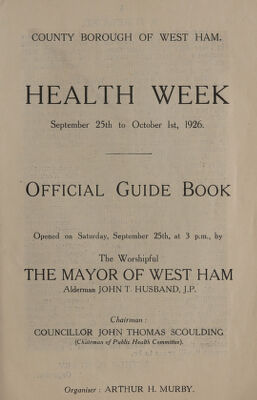 COUNTY BOROUGH OF WEST HAM.
HEALTH WEEK
September 25th to October 1st, 1926.
OFFICIAL GUIDE BOOK
Opened on Saturday, September 25th, at 3 p.m., by
The Worshipful
THE MAYOR OF WEST HAM
Alderman JOHN T. HUSBAND, J.P.
Chairman :
COUNCILLOR JOHN THOMAS SCOULDING
(Chairman of Public Health Committee).
Organiser : ARTHUR H. MURBY.